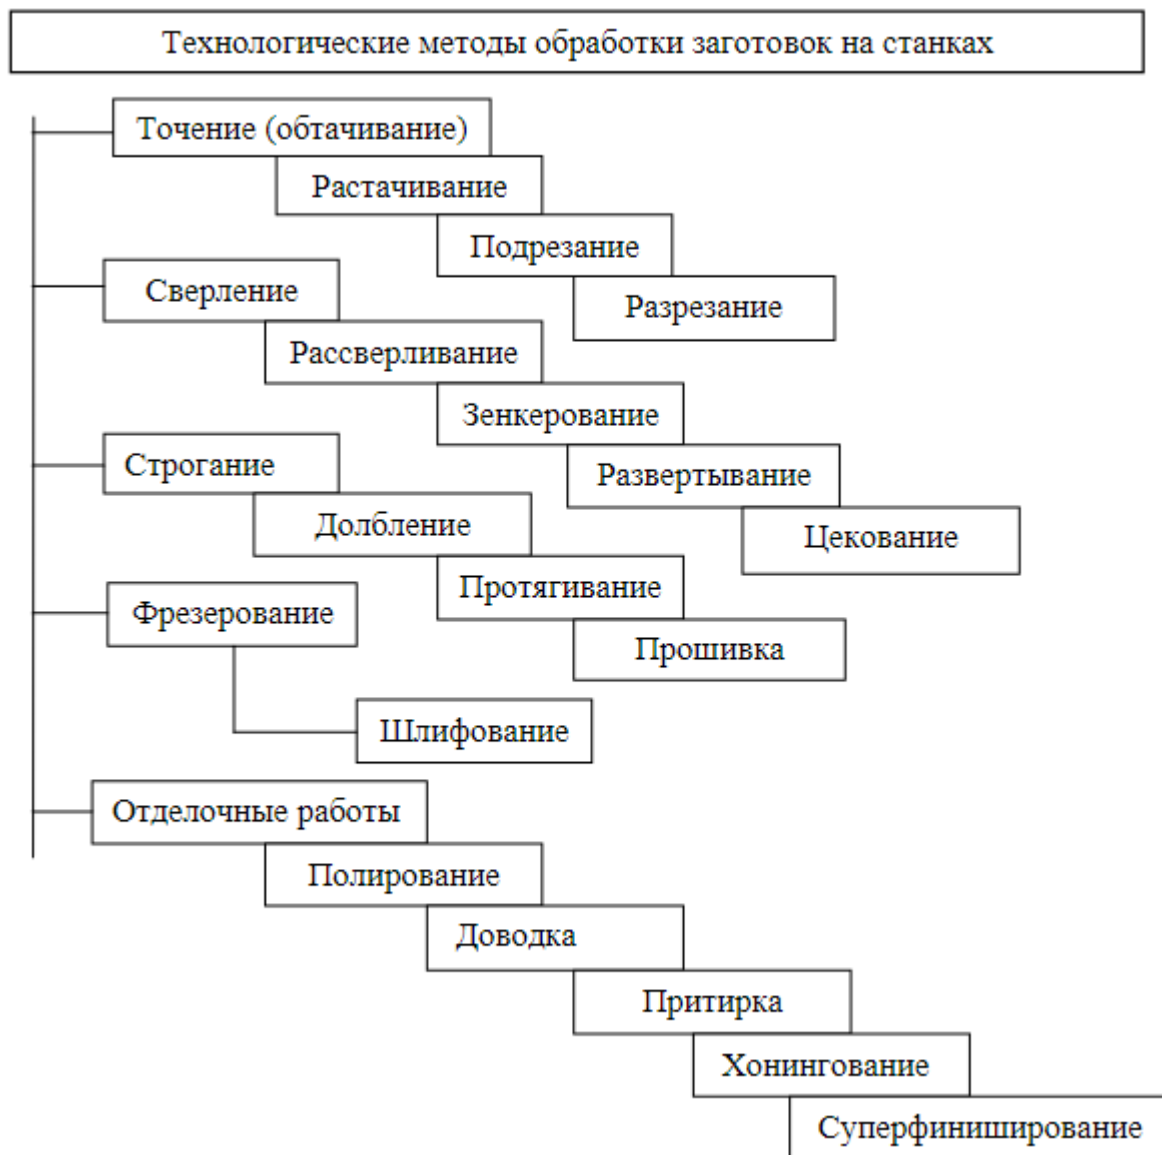 Технологические методы обработки заготовок на станках
Точение (обтачивание)
Растачивание
Подрезание
Разрезание
Сверление
Рассверливание
Зенкерование
Развертывание
Цекование
Строгание
Долбление
Протягивание
Прошивка
Фрезерование
Шлифование
Отделочные работы
Полирование
Доводка
Притирка
Хонингование
Суперфиниширование